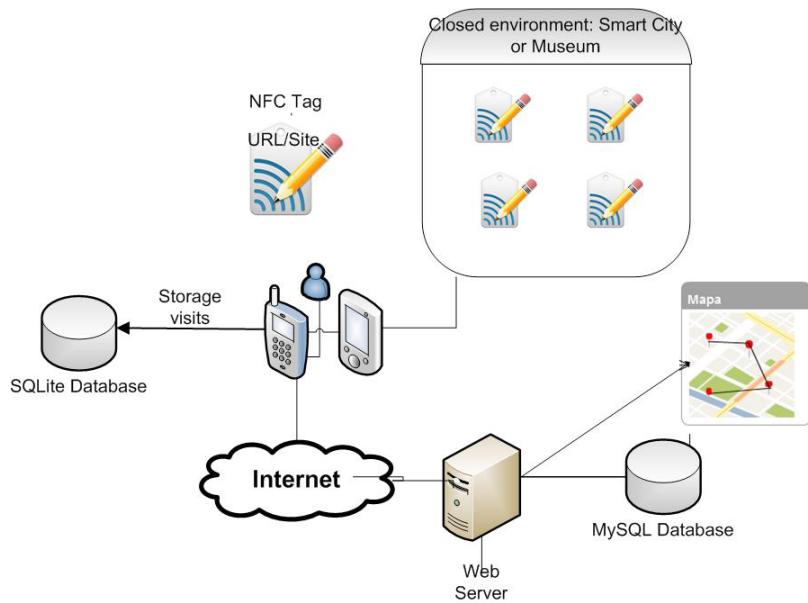 Closed environment: Smart City
or Museum
NFC Tag
URL/Site
Storage
visits
SQLite Database
Mapa
Internet
MySQL Database
Web
Server